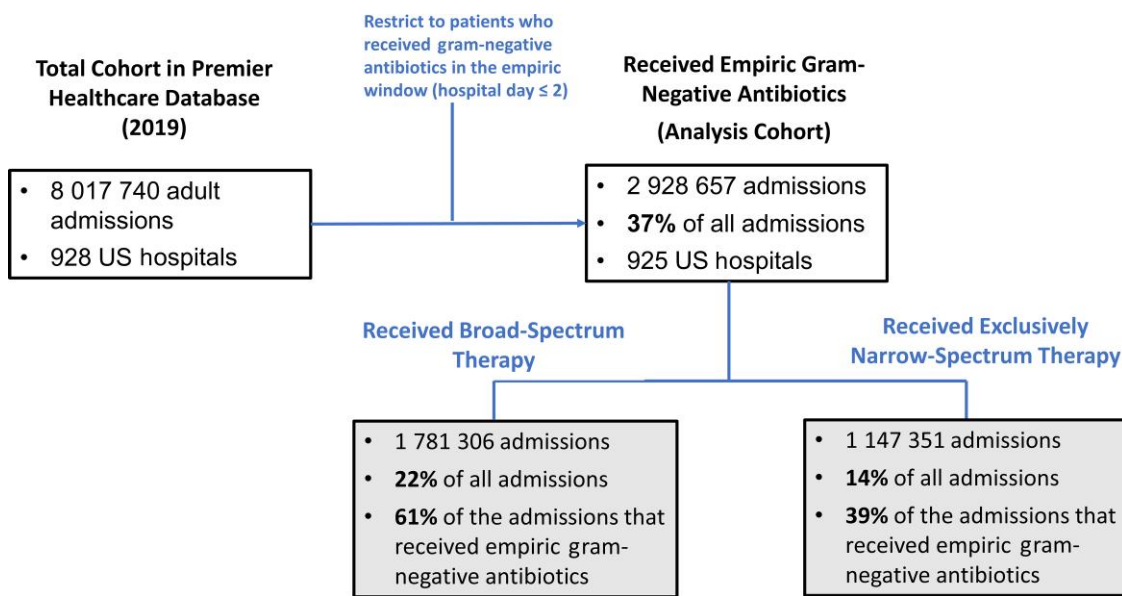 Restrict to patients who
received gram-negative
antibiotics in the empiric
window (hospital day ≤ 2)
Total Cohort in Premier
Healthcare Database
(2019)
Received Empiric Gram-
Negative Antibiotics
(Analysis Cohort)
• 8 017 740 adult
admissions
• 928 US hospitals
• 2 928 657 admissions
• 37% of all admissions
• 925 US hospitals
Received Broad-Spectrum
Therapy
Received Exclusively
Narrow-Spectrum Therapy
• 1 781 306 admissions
• 22% of all admissions
• 61% of the admissions that
received empiric gram-
negative antibiotics
• 1 147 351 admissions
• 14% of all admissions
• 39% of the admissions that
received empiric gram-
negative antibiotics